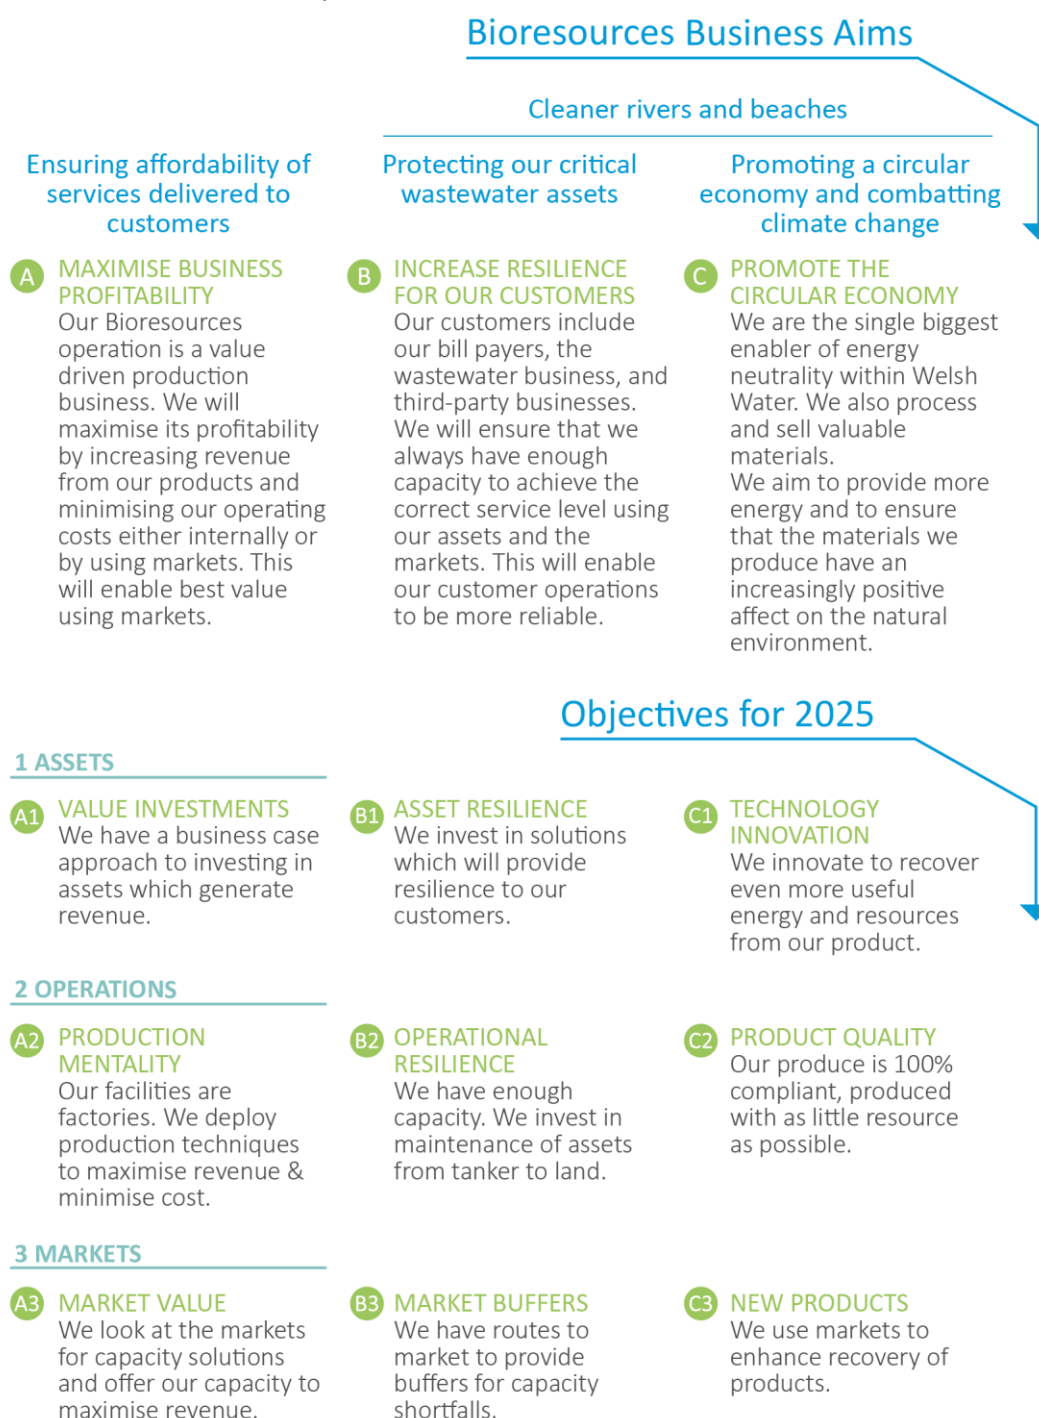 Bioresources Business Aims
Cleaner rivers and beaches
Ensuring affordability of
services delivered to
customers
Protecting our critical
wastewater assets
Promoting a circular
economy and combatting
climate change
A MAXIMISE BUSINESS
PROFITABILITY
Our Bioresources
operation is a value
driven production
business. We will
maximise its profitability
by increasing revenue
from our products and
minimising our operating
costs either internally or
by using markets. This
will enable best value
using markets.
B INCREASE RESILIENCE
FOR OUR CUSTOMERS
Our customers include
our bill payers, the
wastewater business, and
third-party businesses.
We will ensure that we
always have enough
capacity to achieve the
correct service level using
our assets and the
markets. This will enable
our customer operations
to be more reliable.
C PROMOTE THE
CIRCULAR ECONOMY
We are the single biggest
enabler of energy
neutrality within Welsh
Water. We also process
and sell valuable
materials.
We aim to provide more
energy and to ensure
that the materials we
produce have an
increasingly positive
affect on the natural
environment.
Objectives for 2025
1 ASSETS
A1 VALUE INVESTMENTS
We have a business case
approach to investing in
assets which generate
revenue.
B1 ASSET RESILIENCE
We invest in solutions
which will provide
resilience to our
customers.
C1 TECHNOLOGY
INNOVATION
We innovate to recover
even more useful
energy and resources
from our product.
2 OPERATIONS
A2 PRODUCTION
MENTALITY
Our facilities are
factories. We deploy
production techniques
to maximise revenue &
minimise cost.
B2 OPERATIONAL
RESILIENCE
We have enough
capacity. We invest in
maintenance of assets
from tanker to land.
C2 PRODUCT QUALITY
Our produce is 100%
compliant, produced
with as little resource
as possible.
3 MARKETS
A3 MARKET VALUE
We look at the markets
for capacity solutions
and offer our capacity to
maximise revenue.
B3 MARKET BUFFERS
We have routes to
market to provide
buffers for capacity
shortfalls.
C3 NEW PRODUCTS
We use markets to
enhance recovery of
products.